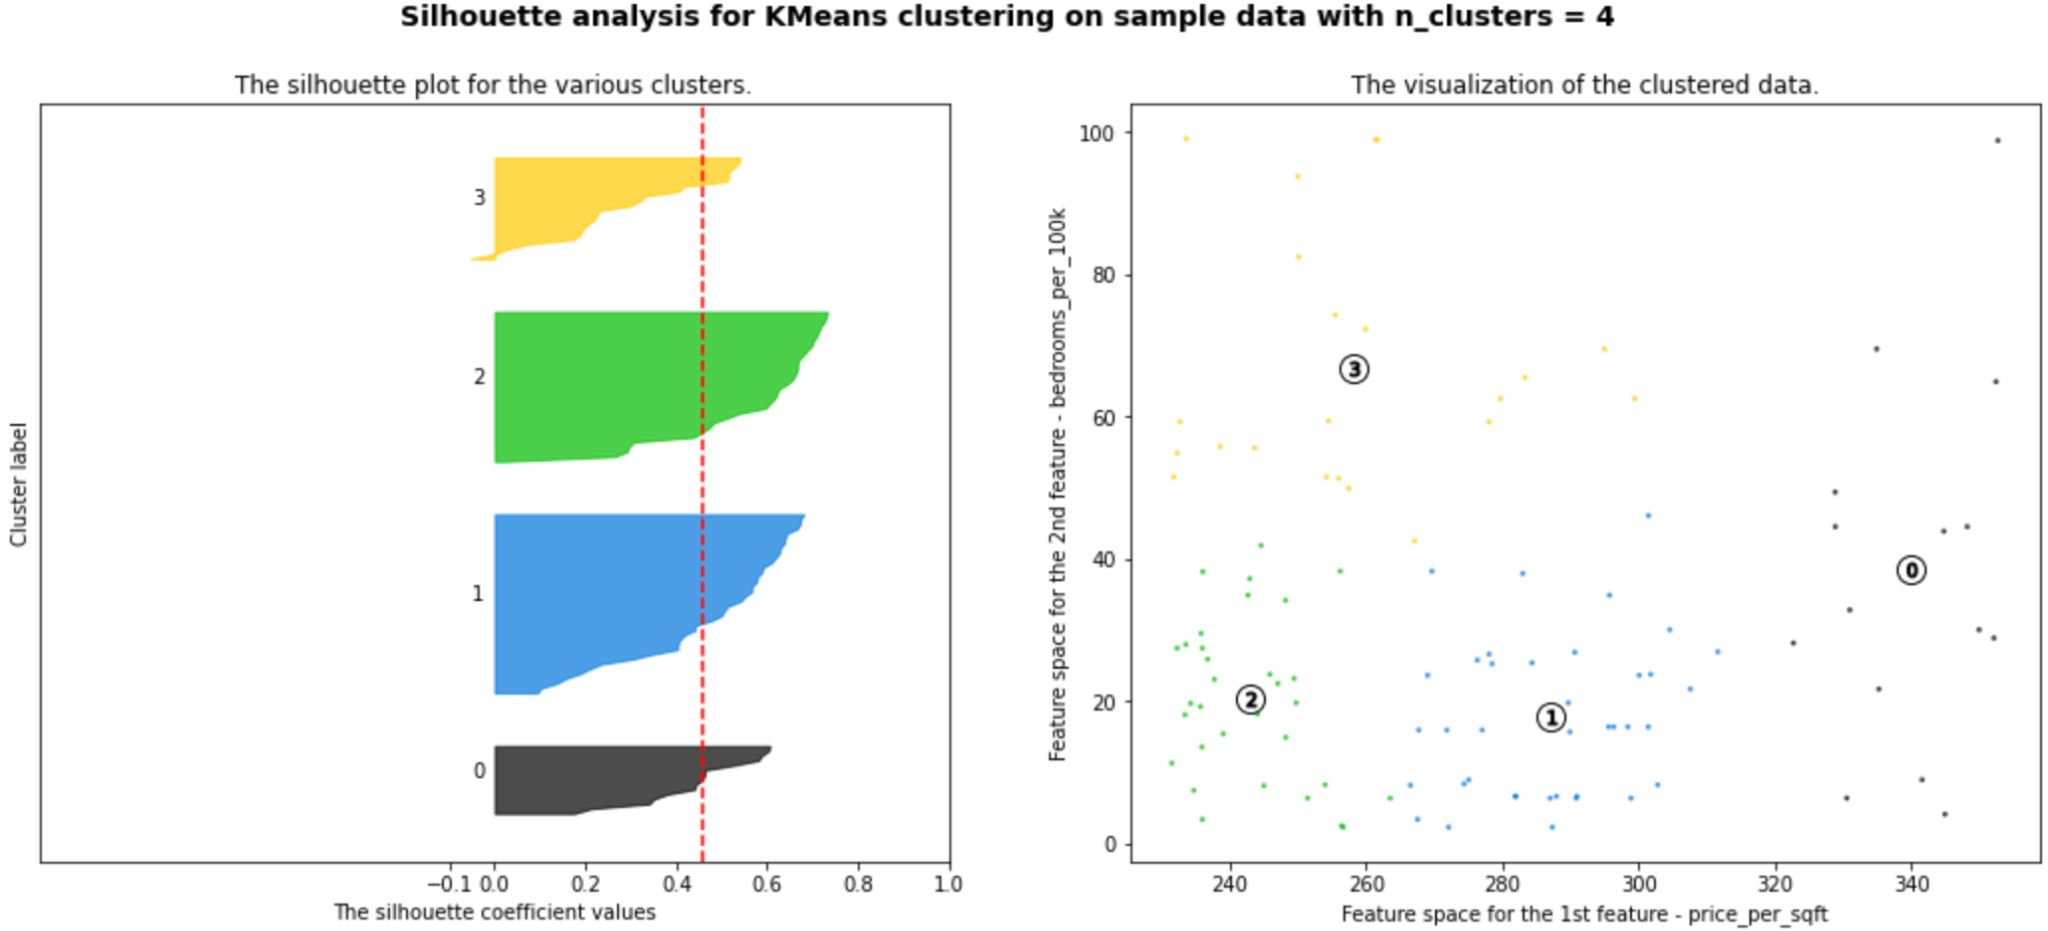 Silhouette analysis for KMeans clustering on sample data with n_clusters = 4
The silhouette plot for the various clusters.
Cluster label
3
2
1
0
−0.1 0.0 0.2 0.4 0.6 0.8 1.0
The silhouette coefficient values
The visualization of the clustered data.
Feature space for the 2nd feature - bedrooms_per_100k
100
80
60
40
20
0
3
0
2
1
240 260 280 300 320 340
Feature space for the 1st feature - price_per_sqft